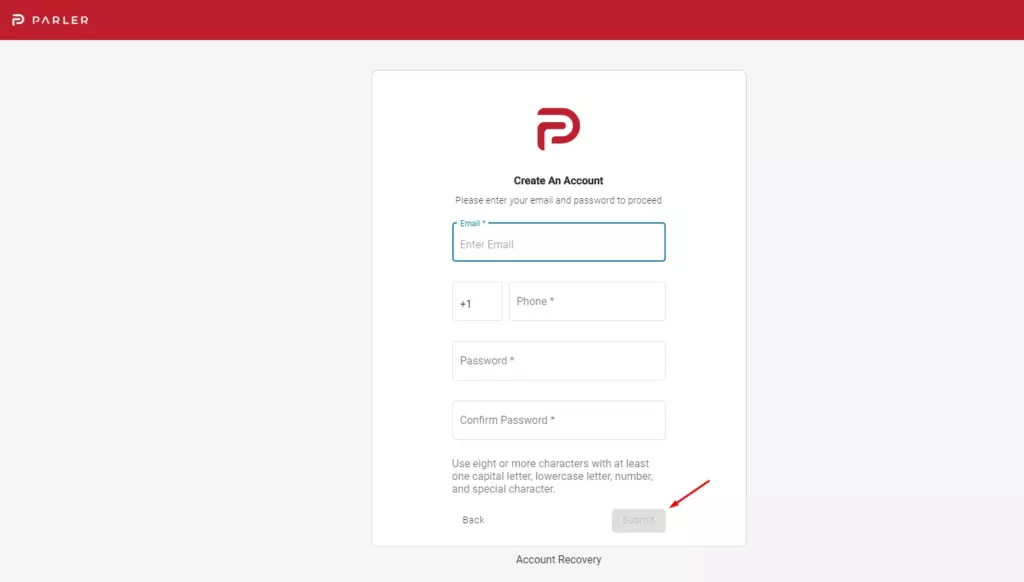 PARLER
Create An Account
Please enter your email and password to proceed
Email *
Enter Email
+1
Phone *
Password *
Confirm Password *
Use eight or more characters with at least
one capital letter, lowercase letter, number,
and special character.
Back
Submit
Account Recovery